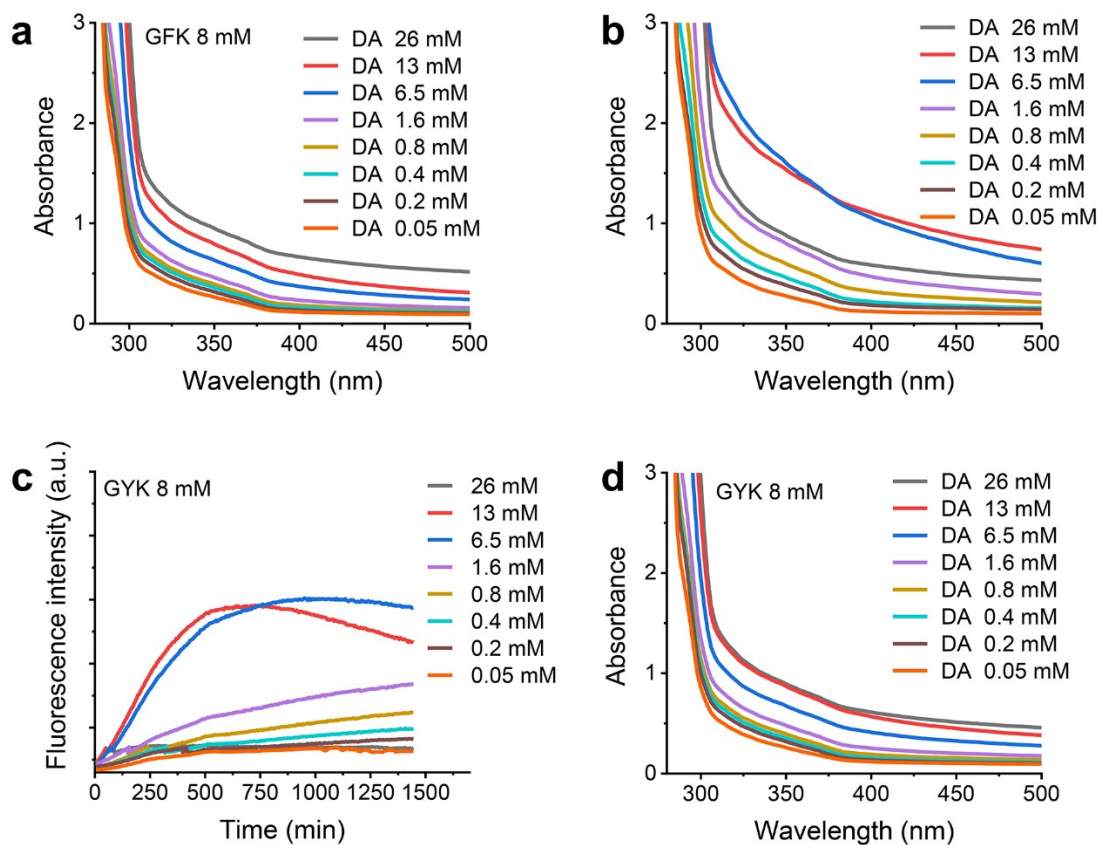 a
GFK 8 mM
DA 26 mM
DA 13 mM
DA 6.5 mM
DA 1.6 mM
DA 0.8 mM
DA 0.4 mM
DA 0.2 mM
DA 0.05 mM
Absorbance
3
2
1
0
300 350 400 450 500
Wavelength (nm)
b
DA 26 mM
DA 13 mM
DA 6.5 mM
DA 1.6 mM
DA 0.8 mM
DA 0.4 mM
DA 0.2 mM
DA 0.05 mM
Absorbance
3
2
1
0
300 350 400 450 500
Wavelength (nm)
c
GYK 8 mM
26 mM
13 mM
6.5 mM
1.6 mM
0.8 mM
0.4 mM
0.2 mM
0.05 mM
Fluorescence intensity (a.u.)
0 250 500 750 1000 1250 1500
Time (min)
d
GYK 8 mM
DA 26 mM
DA 13 mM
DA 6.5 mM
DA 1.6 mM
DA 0.8 mM
DA 0.4 mM
DA 0.2 mM
DA 0.05 mM
Absorbance
3
2
1
0
300 350 400 450 500
Wavelength (nm)